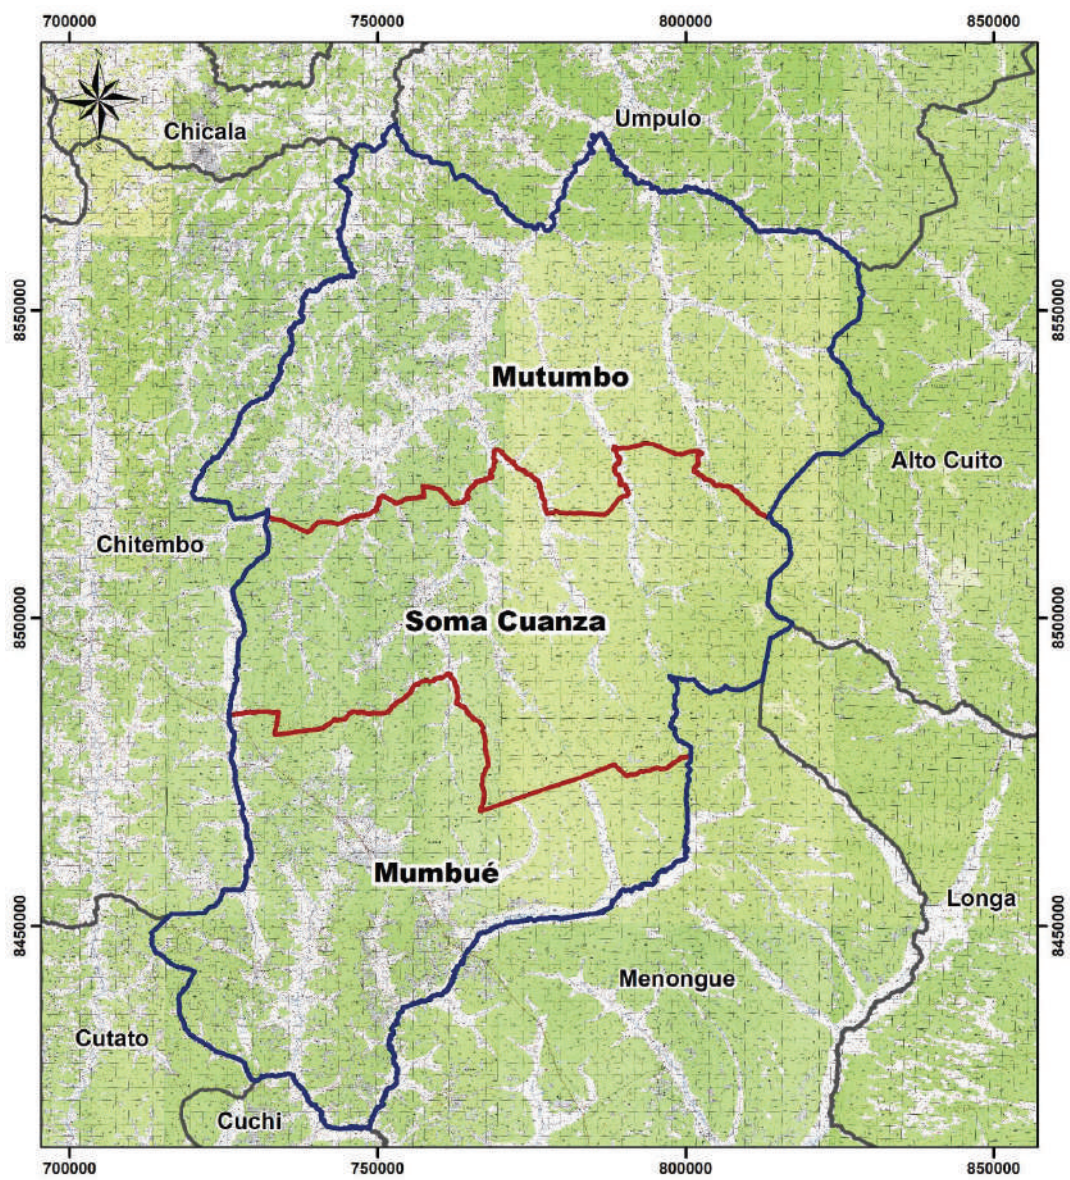 700000 750000 800000 850000
Umpulo
Chicala
8550000 8550000
Mutumbo
Alto Cuito
Chitembo
8500000 Soma Cuanza 8500000
Mumbué
Longa
8450000 8450000
Menongue
Cutato
Cuchi
700000 750000 800000 850000